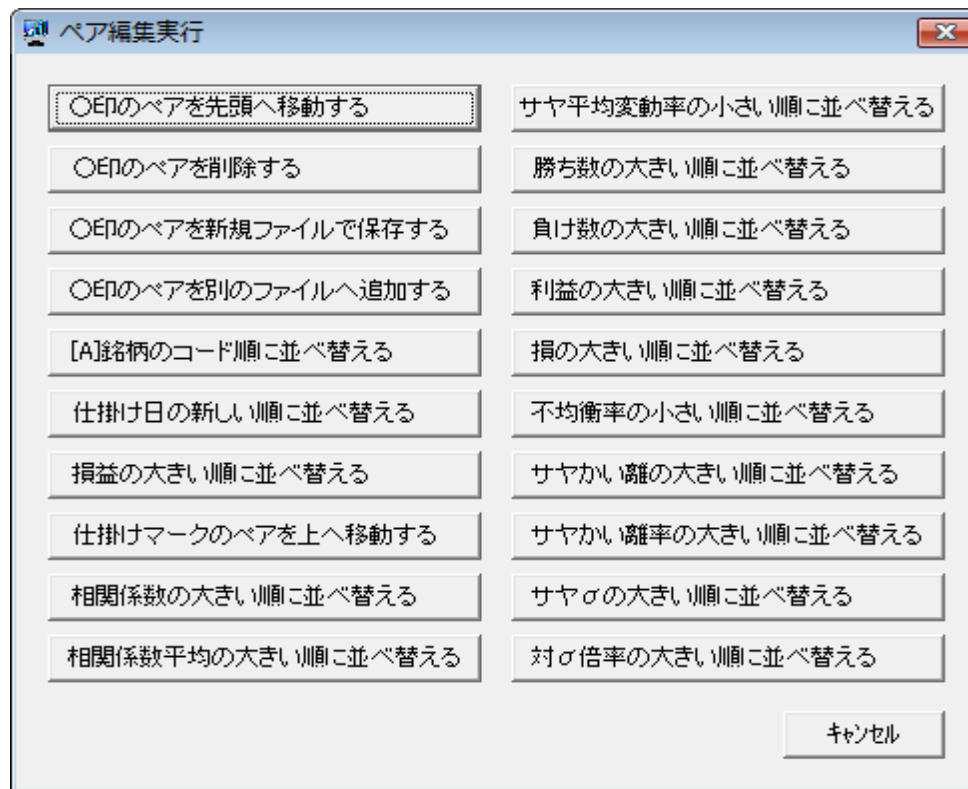 ペア編集実行
〇印のペアを先頭へ移動する
〇印のペアを削除する
〇印のペアを新規ファイルで保存する
〇印のペアを別のファイルへ追加する
[A]銘柄のコード順に並べ替える
仕掛け日の新しい順に並べ替える
損益の大きい順に並べ替える
仕掛けマークのペアを上へ移動する
相関係数の大きい順に並べ替える
相関係数平均の大きい順に並べ替える
サヤ平均変動率の小さい順に並べ替える
勝ち数の大きい順に並べ替える
負け数の大きい順に並べ替える
利益の大きい順に並べ替える
損の大きい順に並べ替える
不均衡率の小さい順に並べ替える
サヤかい離の大きい順に並べ替える
サヤかい離率の大きい順に並べ替える
サヤσの大きい順に並べ替える
対σ倍率の大きい順に並べ替える
キャンセル